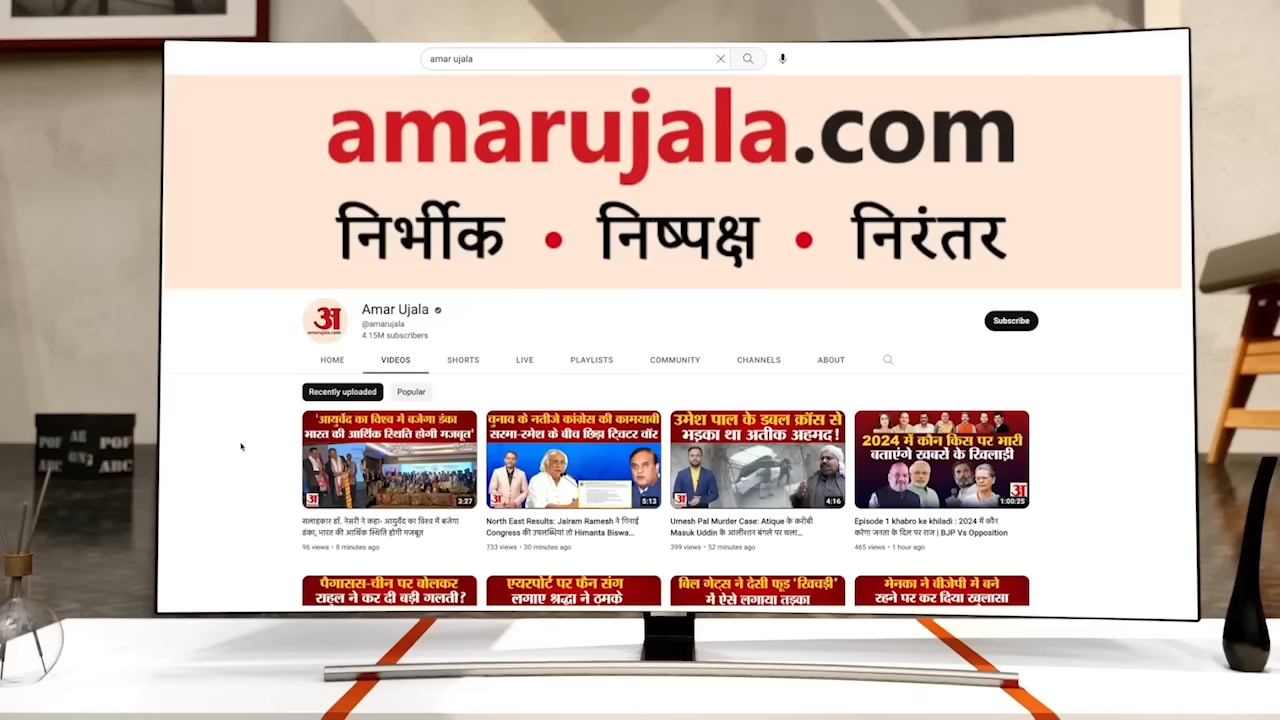 amar ujala
amarujala.com
निर्भीक • निष्पक्ष • निरंतर
अ
amarujala.com
Amar Ujala
@amarujala
4.15M subscribers
Subscribe
HOME VIDEOS SHORTS LIVE PLAYLISTS COMMUNITY CHANNELS ABOUT
Recently uploaded Popular
'आयुर्वेद का विश्व में बजेगा डंका
भारत की आर्थिक स्थिति होगी मजबूत'
अ
3:27
चुनाव के नतीजे कांग्रेस की कामयाबी
सरमा-रमेश के बीच छिड़ा ट्विटर वॉर
अ
5:13
उमेश पाल के डबल क्रॉस से
भड़का था अतीक अहमद!
अ
4:16
2024 में कौन किस पर भारी
बताएंगे खबरों के खिलाड़ी
अ
1:00:25
सलाहकार डॉ. नेसरी ने कहा- आयुर्वेद का विश्व में बजेगा
डंका, भारत की आर्थिक स्थिति होगी मजबूत
96 views • 8 minutes ago
North East Results: Jairam Ramesh ने गिनाई
Congress की उपलब्धियां तो Himanta Biswa...
733 views • 30 minutes ago
Umesh Pal Murder Case: Atique के करीबी
Masuk Uddin के आलीशान बंगले पर चला...
399 views • 52 minutes ago
Episode 1 khabro ke khiladi : 2024 में कौन
करेगा जनता के दिल पर राज | BJP Vs Opposition
465 views • 1 hour ago
पैगासस-चीन पर बोलकर
राहुल ने कर दी बड़ी गलती?
एयरपोर्ट पर फैन संग
लगाए श्रद्धा ने ठुमके
बिल गेट्स ने देसी फूड 'खिचड़ी'
में ऐसे लगाया तड़का
मेनका ने बीजेपी में बने
रहने पर कर दिया खुलासा